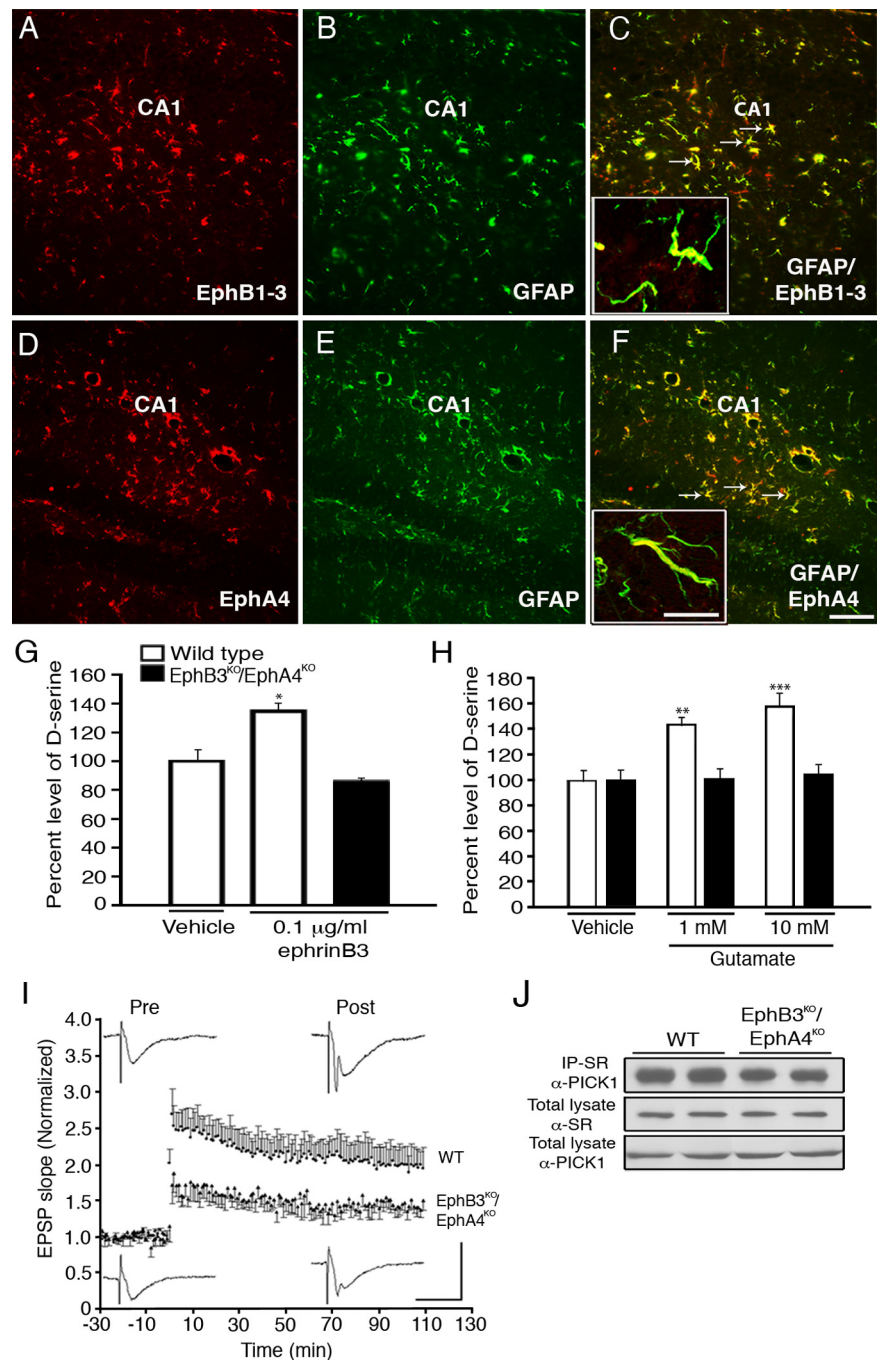 A
CA1
EphB1-3
B
CA1
GFAP
C
CA1
GFAP/
EphB1-3
D
CA1
EphA4
E
CA1
GFAP
F
CA1
GFAP/
EphA4
G
Wild type
EphB3KO/EphA4KO
Percent level of D-serine
160
140
120
100
80
60
40
20
0
*
Vehicle
0.1 µg/ml
ephrinB3
H
Percent level of D-serine
180
160
140
120
100
80
60
40
20
0
**
***
Vehicle
1 mM
10 mM
Gutamate
I
Pre
Post
EPSP slope (Normalized)
4.0
3.5
3.0
2.5
2.0
1.5
1.0
0.5
0
WT
EphB3KO/
EphA4KO
-30
-10
10
30
50
70
90
110
130
Time (min)
J
WT
EphB3KO/
EphA4KO
IP-SR
α-PICK1
Total lysate
α-SR
Total lysate
α-PICK1